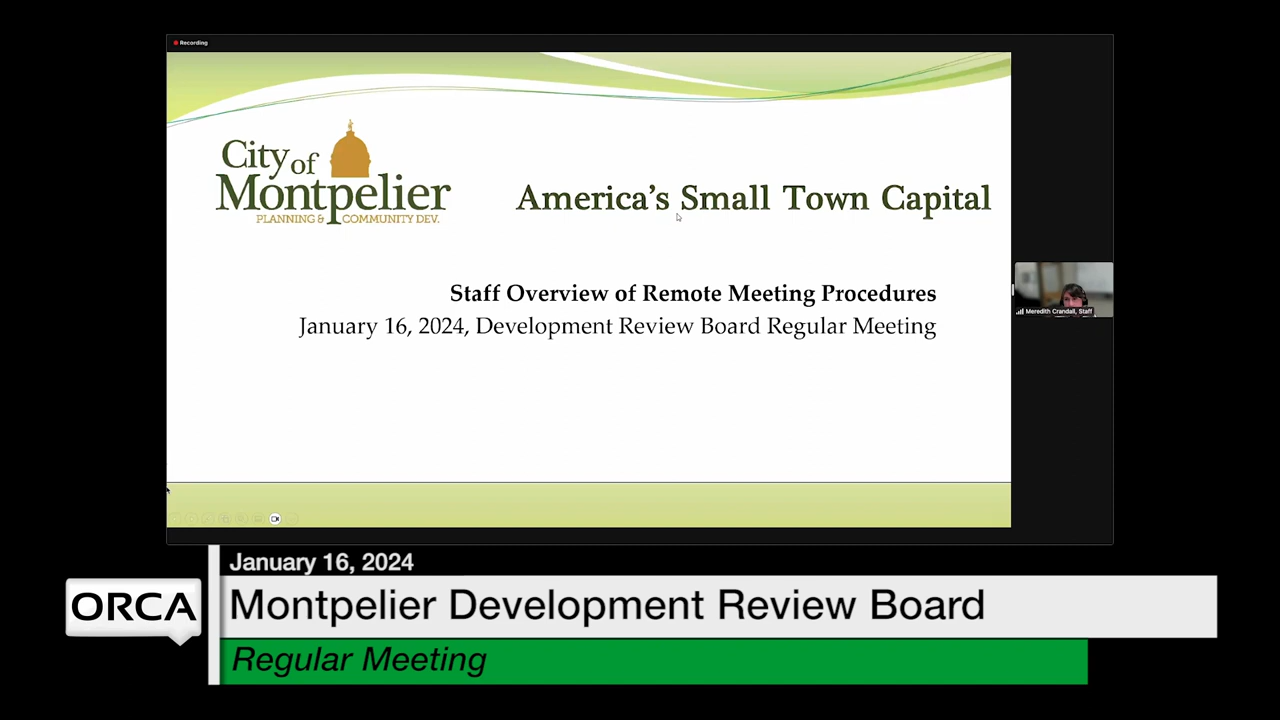 Recording
City of
Montpelier
PLANNING & COMMUNITY DEV.
America's Small Town Capital
Staff Overview of Remote Meeting Procedures
January 16, 2024, Development Review Board Regular Meeting
Meredith Crandall, Staff
January 16, 2024
ORCA
Montpelier Development Review Board
Regular Meeting